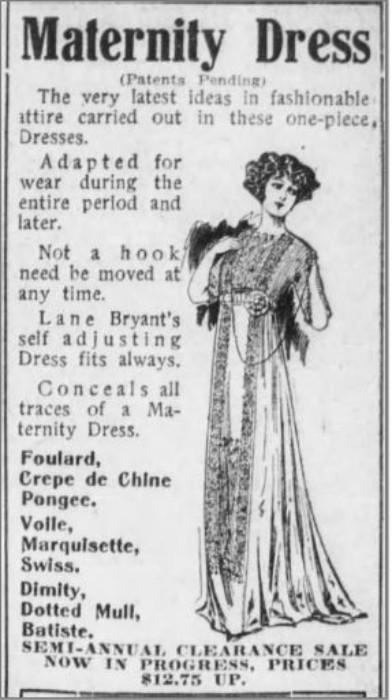 Maternity Dress
(Patents Pending)
The very latest ideas in fashionable
attire carried out in these one-piece,
Dresses.
Adapted for
wear during the
entire period and
later.
Not a hook
need be moved at
any time.
Lane Bryant's
self adjusting
Dress fits always.
Conceals all
traces of a Ma-
ternity Dress.
Foulard,
Crepe de Chine
Pongee.
Voile,
Marquisette,
Swiss.
Dimity,
Dotted Mull,
Batiste.
SEMI-ANNUAL CLEARANCE SALE
NOW IN PROGRESS, PRICES
$12.75 UP.